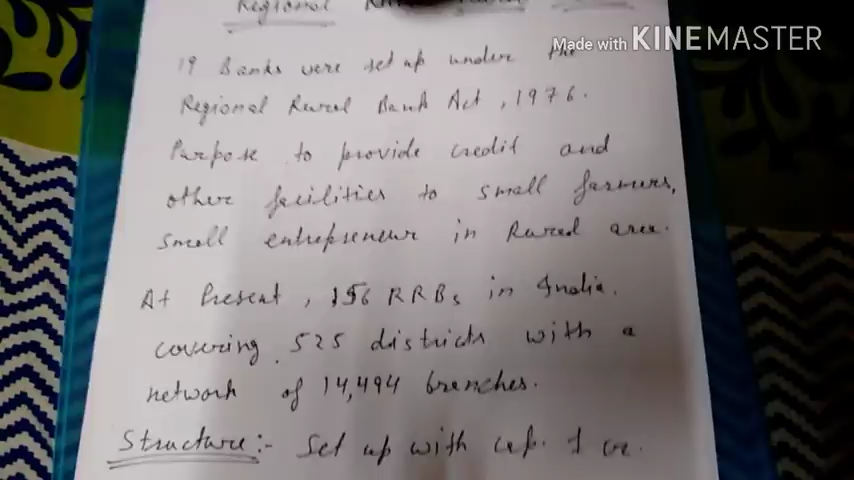 Regional Rural
Made with KINEMASTER
19 Banks were set up under the
Regional Rural Bank Act, 1976.
Purpose to provide credit and
other facilities to small farmers,
small entrepreneur in Rural area.
At Present, 156 RRBs in India.
covering 525 districts with a
network of 14,494 branches.
Structure:- Set up with cap. 1 cr.